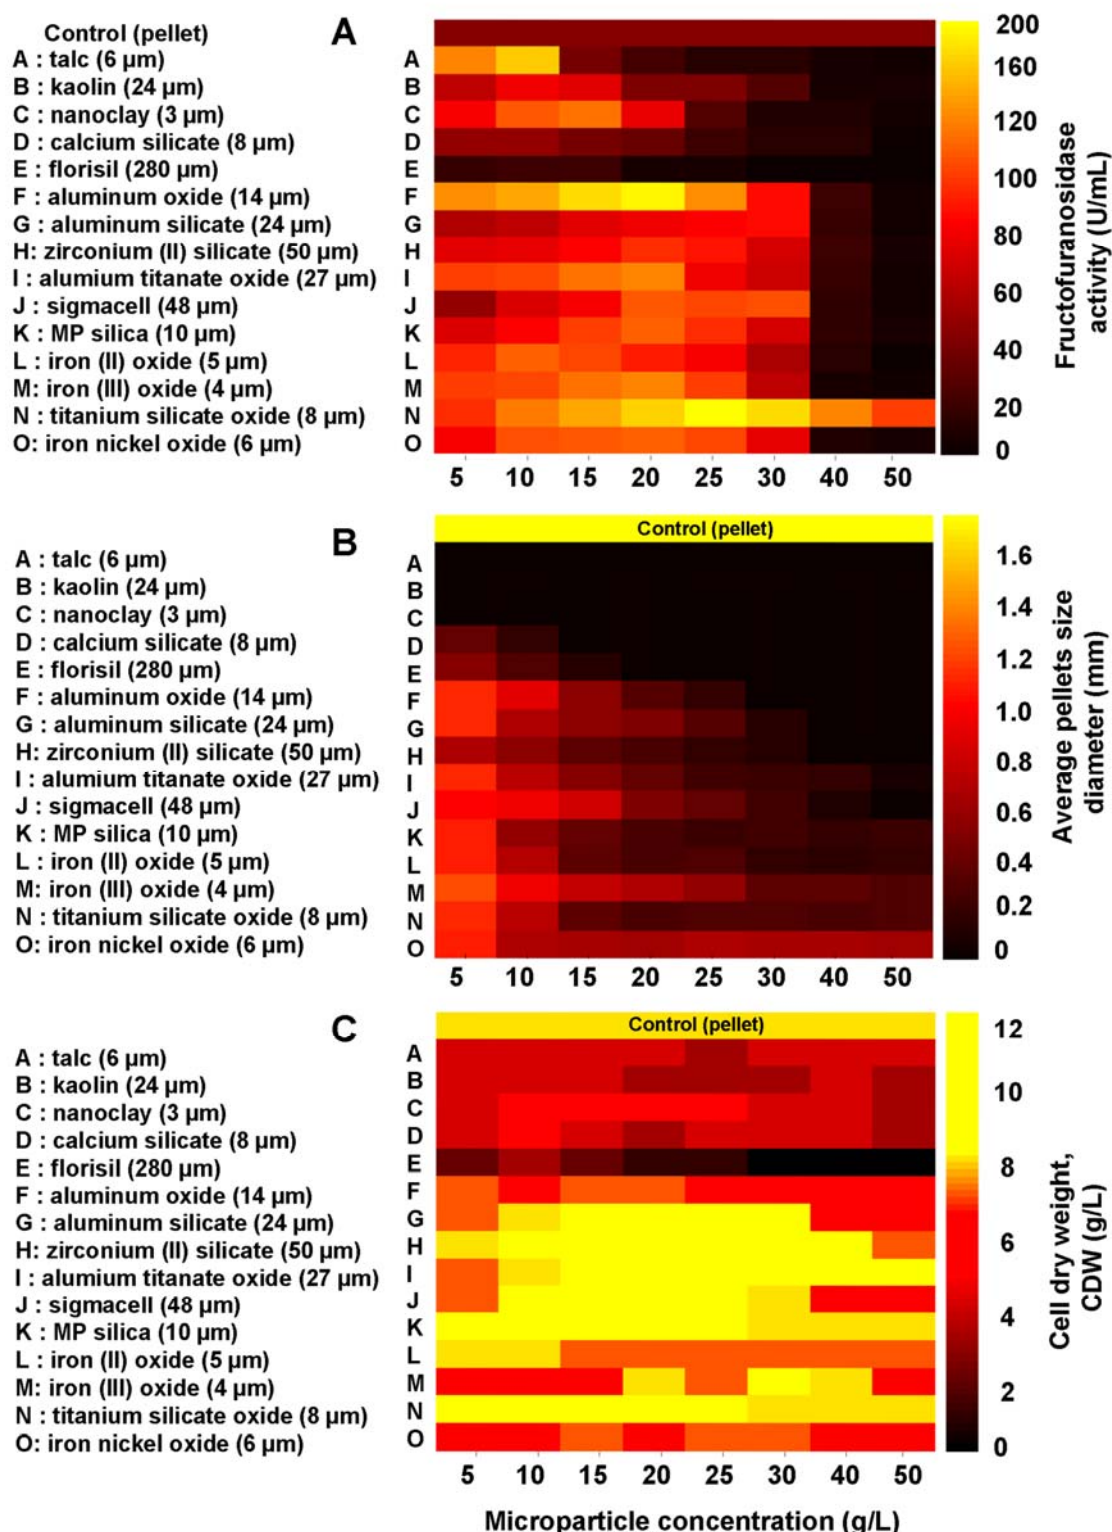 Control (pellet)
A : talc (6 µm)
B : kaolin (24 µm)
C : nanoclay (3 µm)
D : calcium silicate (8 µm)
E : florisil (280 µm)
F : aluminum oxide (14 µm)
G : aluminum silicate (24 µm)
H: zirconium (II) silicate (50 µm)
I : alumium titanate oxide (27 µm)
J : sigmacell (48 µm)
K : MP silica (10 µm)
L : iron (II) oxide (5 µm)
M: iron (III) oxide (4 µm)
N : titanium silicate oxide (8 µm)
O: iron nickel oxide (6 µm)
A
A
B
C
D
E
F
G
H
I
J
K
L
M
N
O
5 10 15 20 25 30 40 50
200
160
120
100
80
60
40
20
0
Fructofuranosidase
activity (U/mL)
A : talc (6 µm)
B : kaolin (24 µm)
C : nanoclay (3 µm)
D : calcium silicate (8 µm)
E : florisil (280 µm)
F : aluminum oxide (14 µm)
G : aluminum silicate (24 µm)
H: zirconium (II) silicate (50 µm)
I : alumium titanate oxide (27 µm)
J : sigmacell (48 µm)
K : MP silica (10 µm)
L : iron (II) oxide (5 µm)
M: iron (III) oxide (4 µm)
N : titanium silicate oxide (8 µm)
O: iron nickel oxide (6 µm)
B
Control (pellet)
A
B
C
D
E
F
G
H
I
J
K
L
M
N
O
5 10 15 20 25 30 40 50
1.6
1.4
1.2
1.0
0.8
0.6
0.4
0.2
0
Average pellets size
diameter (mm)
A : talc (6 µm)
B : kaolin (24 µm)
C : nanoclay (3 µm)
D : calcium silicate (8 µm)
E : florisil (280 µm)
F : aluminum oxide (14 µm)
G : aluminum silicate (24 µm)
H: zirconium (II) silicate (50 µm)
I : alumium titanate oxide (27 µm)
J : sigmacell (48 µm)
K : MP silica (10 µm)
L : iron (II) oxide (5 µm)
M: iron (III) oxide (4 µm)
N : titanium silicate oxide (8 µm)
O: iron nickel oxide (6 µm)
C
Control (pellet)
A
B
C
D
E
F
G
H
I
J
K
L
M
N
O
5 10 15 20 25 30 40 50
12
10
8
6
4
2
0
Cell dry weight,
CDW (g/L)
Microparticle concentration (g/L)